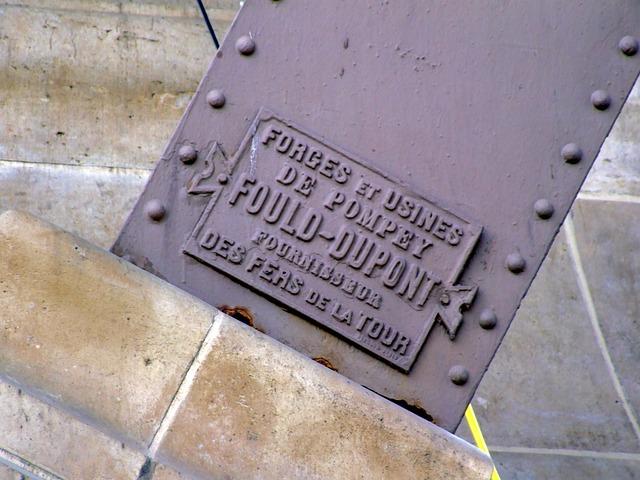 FORGES ET USINES
DE POMPEY
FOULD-DUPONT
FOURNISSEUR
DES FERS DE LA TOUR